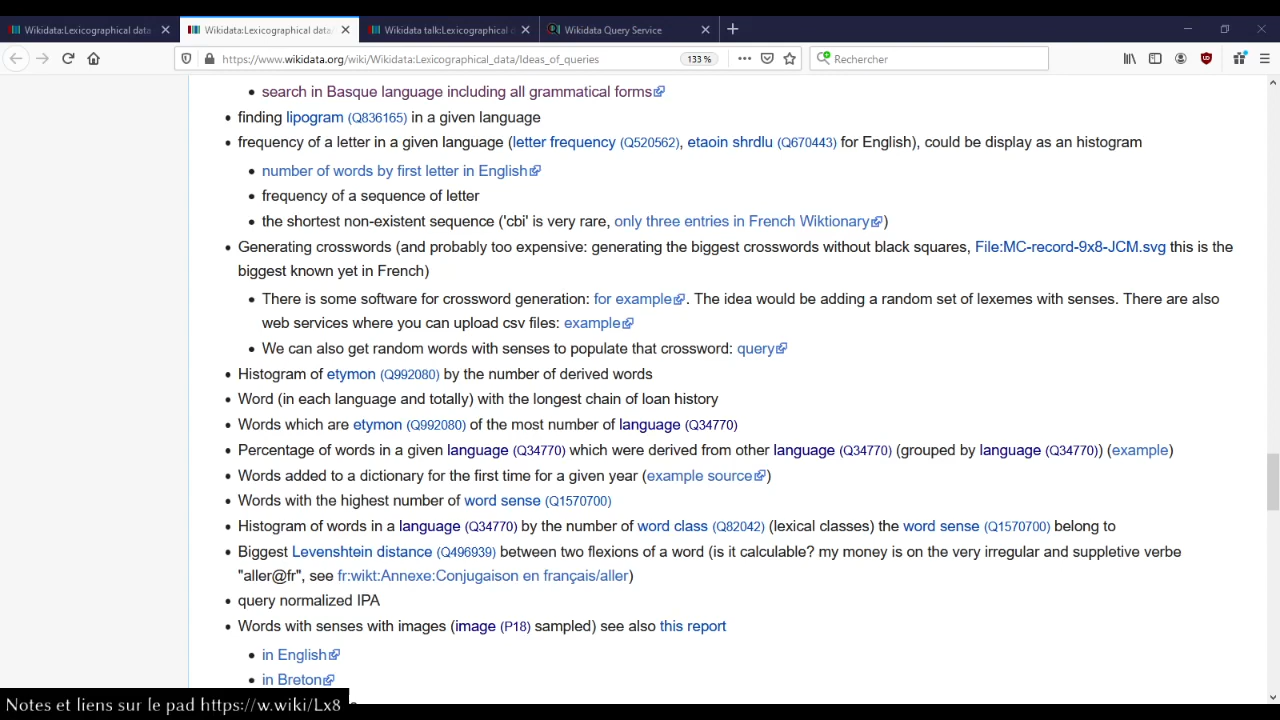 Wikidata:Lexicographical data
Wikidata:Lexicographical data
Wikidata talk:Lexicographical d
Wikidata Query Service
https://www.wikidata.org/wiki/Wikidata:Lexicographical_data/Ideas_of_queries
133 %
Rechercher
search in Basque language including all grammatical forms
finding lipogram (Q836165) in a given language
frequency of a letter in a given language (letter frequency (Q520562), etaoin shrdlu (Q670443) for English), could be display as an histogram
number of words by first letter in English
frequency of a sequence of letter
the shortest non-existent sequence ('cbi' is very rare, only three entries in French Wiktionary)
Generating crosswords (and probably too expensive: generating the biggest crosswords without black squares, File:MC-record-9x8-JCM.svg this is the
biggest known yet in French)
There is some software for crossword generation: for example. The idea would be adding a random set of lexemes with senses. There are also
web services where you can upload csv files: example
We can also get random words with senses to populate that crossword: query
Histogram of etymon (Q992080) by the number of derived words
Word (in each language and totally) with the longest chain of loan history
Words which are etymon (Q992080) of the most number of language (Q34770)
Percentage of words in a given language (Q34770) which were derived from other language (Q34770) (grouped by language (Q34770)) (example)
Words added to a dictionary for the first time for a given year (example source)
Words with the highest number of word sense (Q1570700)
Histogram of words in a language (Q34770) by the number of word class (Q82042) (lexical classes) the word sense (Q1570700) belong to
Biggest Levenshtein distance (Q496939) between two flexions of a word (is it calculable? my money is on the very irregular and suppletive verbe
"aller@fr", see fr:wikt:Annexe:Conjugaison en français/aller)
query normalized IPA
Words with senses with images (image (P18) sampled) see also this report
in English
in Breton
Notes et liens sur le pad https://w.wiki/Lx8